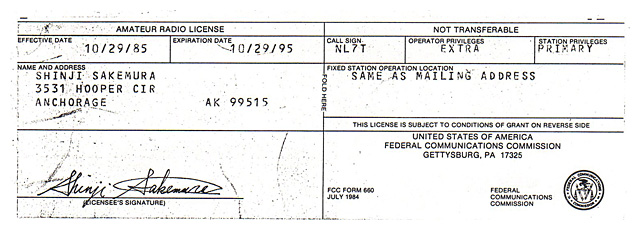 AMATEUR RADIO LICENSE
NOT TRANSFERABLE
EFFECTIVE DATE
10/29/85
EXPIRATION DATE
10/29/95
CALL SIGN
NL7T
OPERATOR PRIVILEGES
EXTRA
STATION PRIVILEGES
PRIMARY
NAME AND ADDRESS
SHINJI SAKEMURA
3531 HOOPER CIR
ANCHORAGE AK 99515
FOLD HERE
FIXED STATION OPERATION LOCATION
SAME AS MAILING ADDRESS
THIS LICENSE IS SUBJECT TO CONDITIONS OF GRANT ON REVERSE SIDE
UNITED STATES OF AMERICA
FEDERAL COMMUNICATIONS COMMISSION
GETTYSBURG, PA 17325
Shinji Sakemura
(LICENSEE'S SIGNATURE)
FCC FORM 660
JULY 1984
FEDERAL
COMMUNICATIONS
COMMISSION